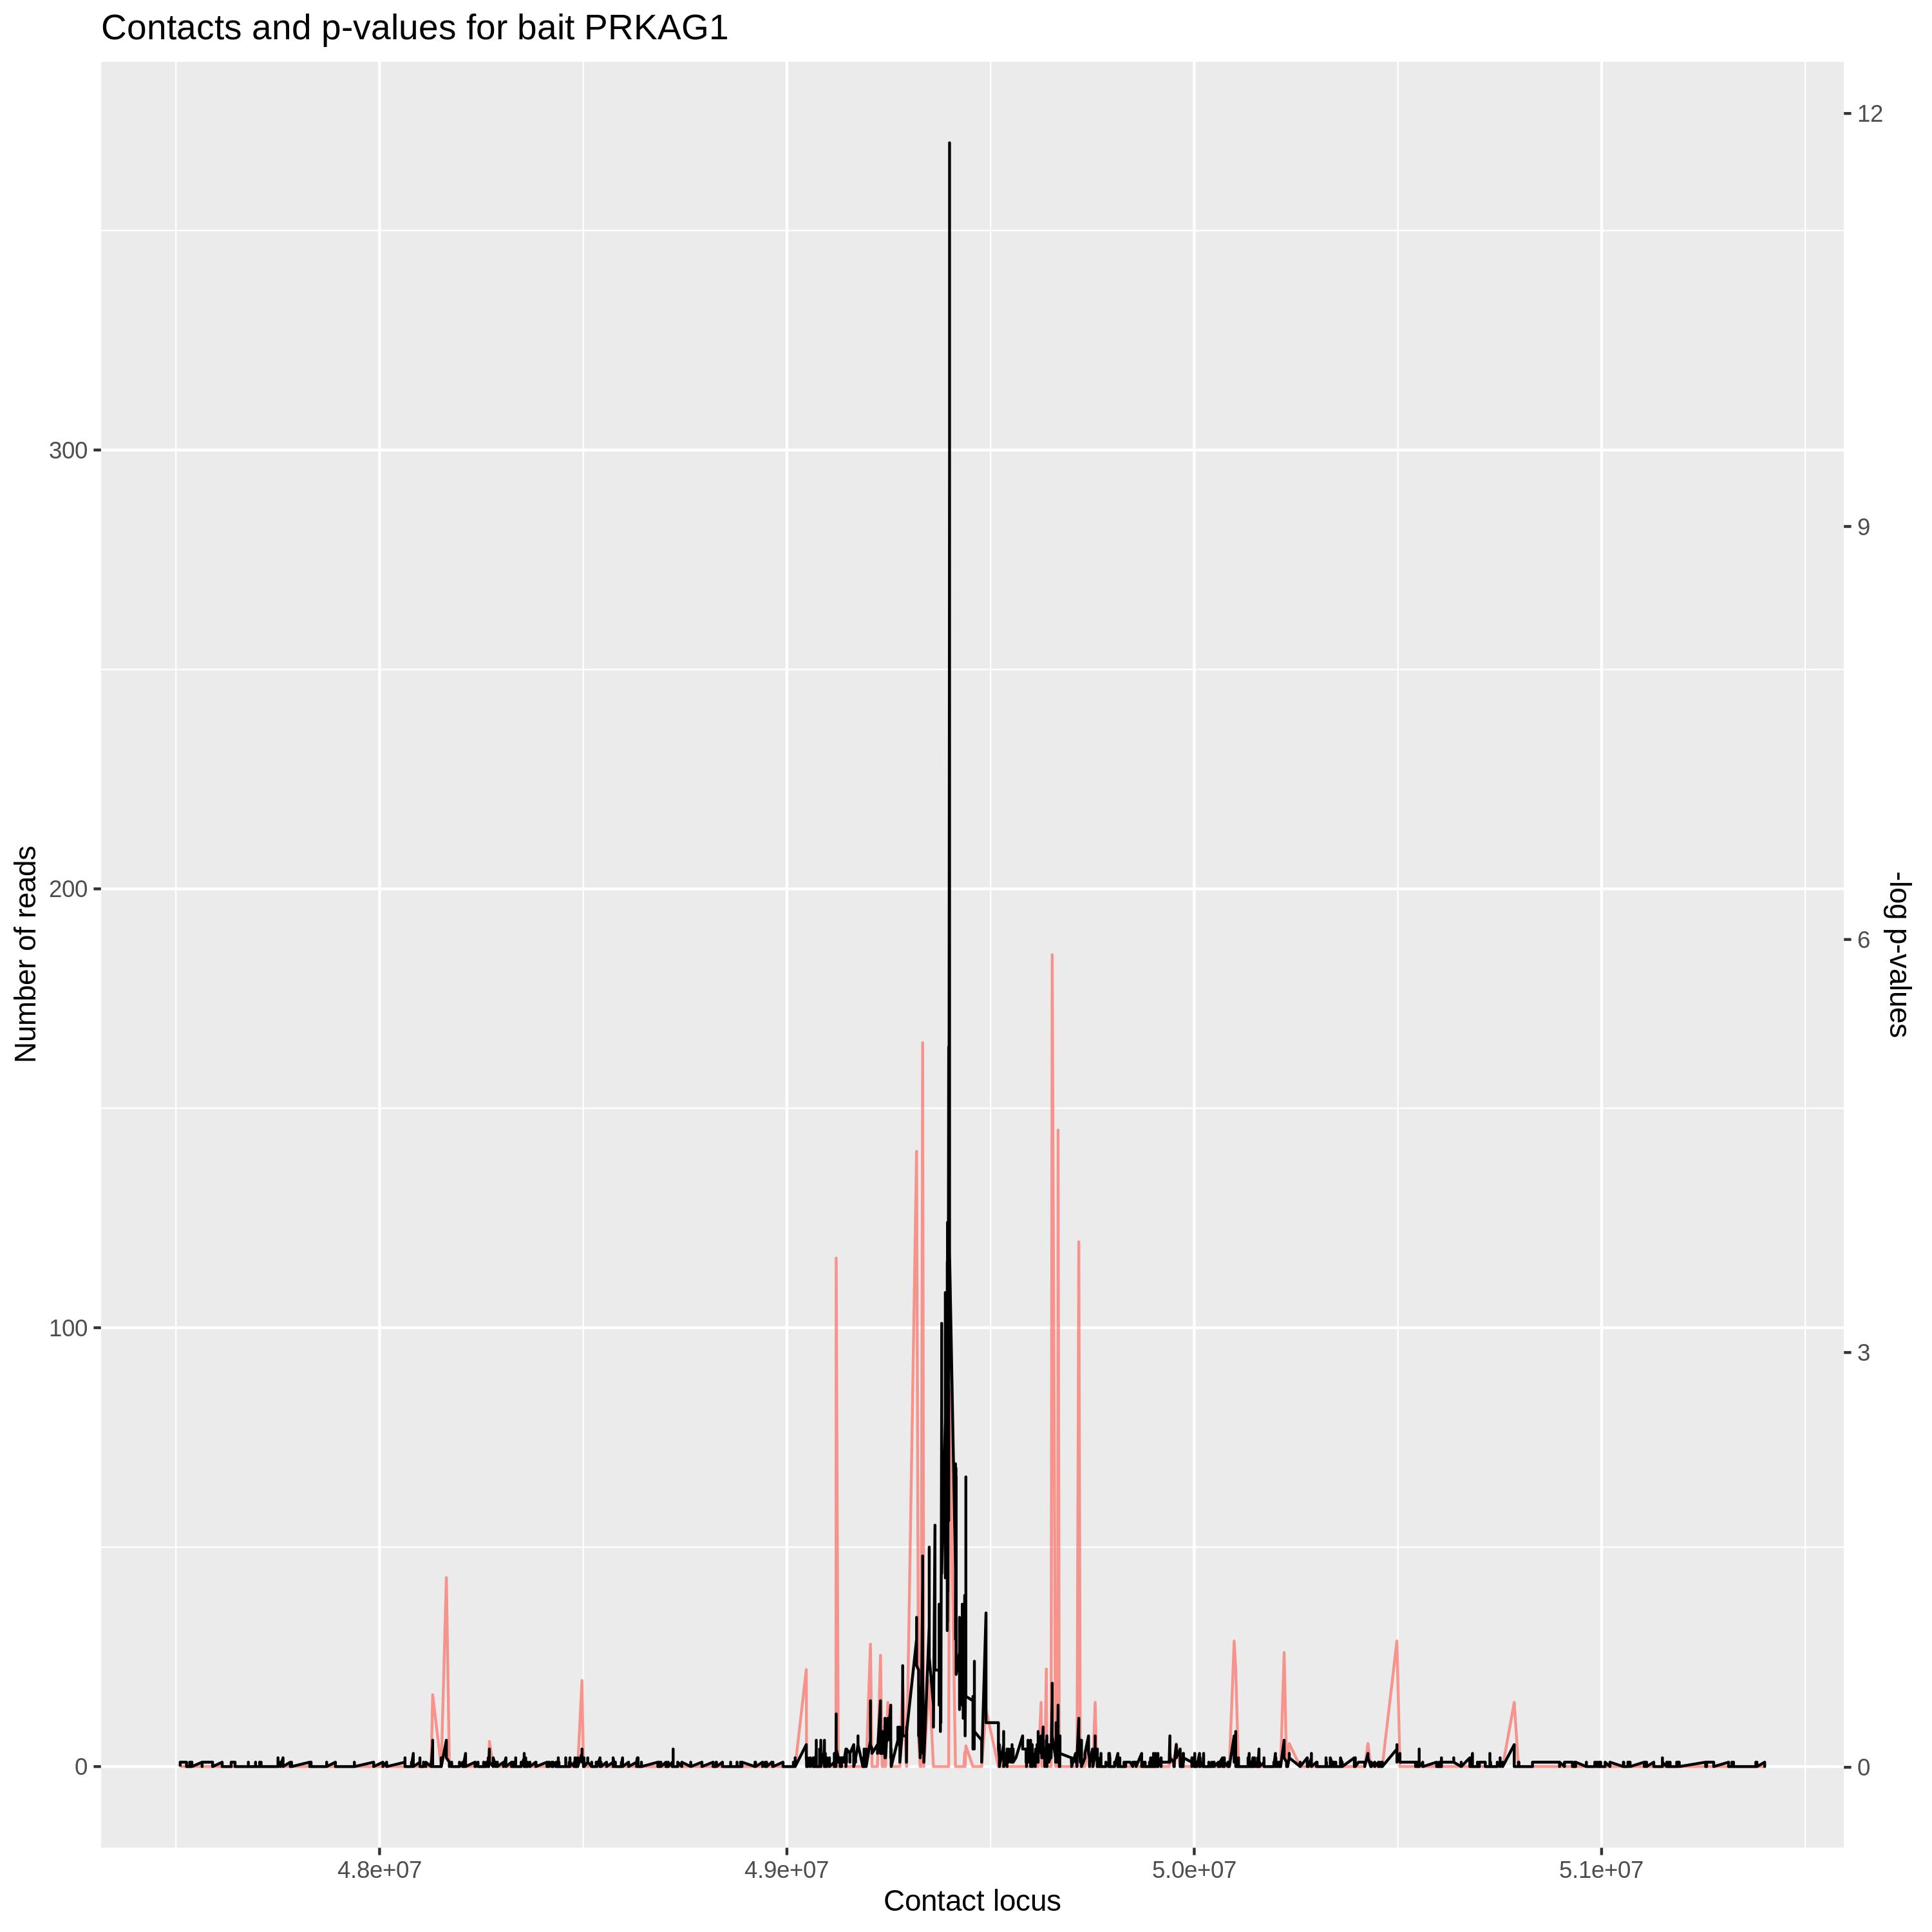 Contacts and p-values for bait PRKAG1
12
9
6
3
0
-log p-values
300
200
100
0
Number of reads
4.8e+07
4.9e+07
5.0e+07
5.1e+07
Contact locus